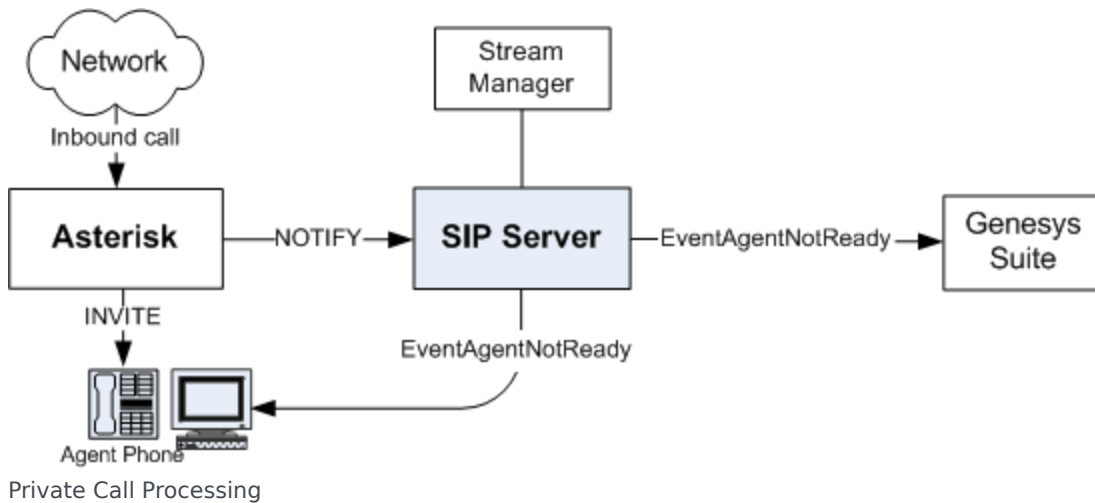 Network
Stream
Manager
Inbound call
Asterisk
NOTIFY
SIP Server
EventAgentNotReady
Genesys
Suite
INVITE
EventAgentNotReady
Agent Phone
Private Call Processing